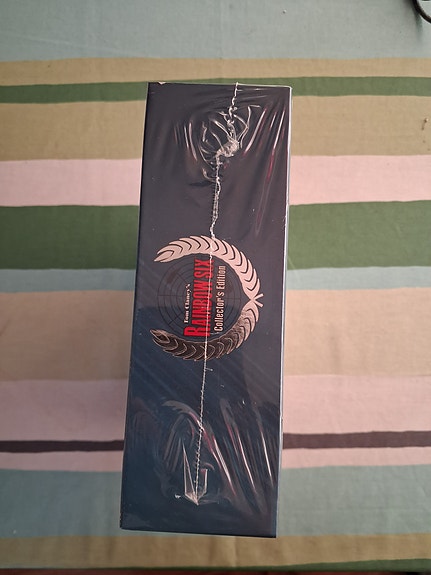 Tom Clancy's
RAINBOW SIX
Collector's Edition